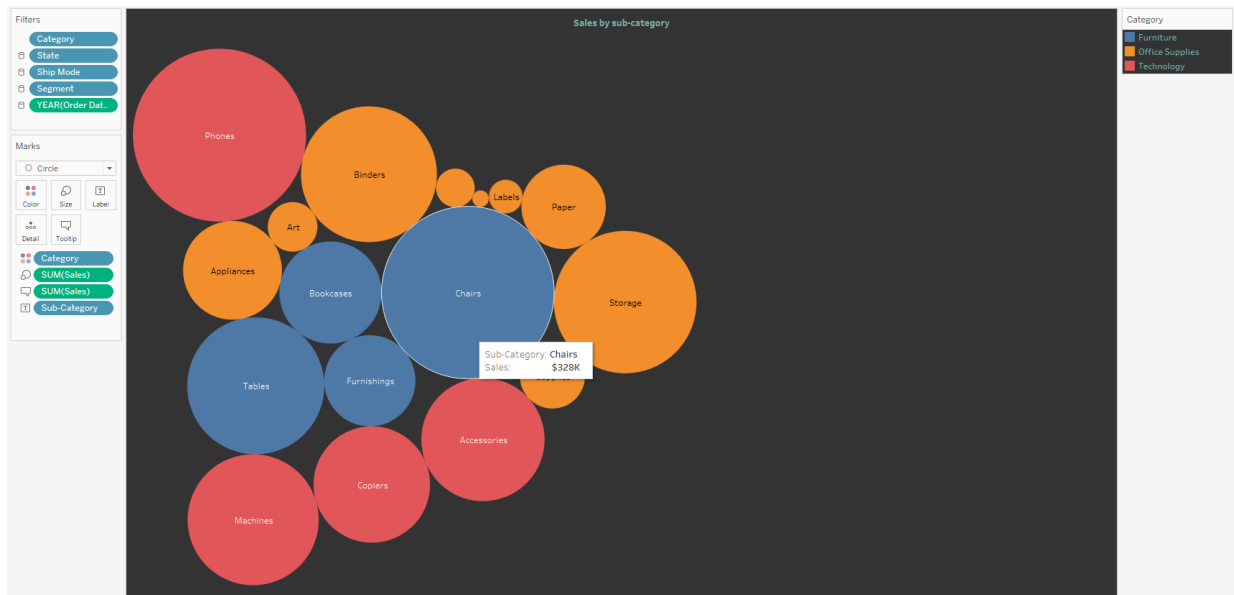 Filters
Category
State
Ship Mode
Segment
YEAR(Order Dat..
Marks
Circle
Color
Size
Label
Detail
Tooltip
Category
SUM(Sales)
SUM(Sales)
Sub-Category
Sales by sub-category
Phones
Binders
Labels
Paper
Art
Appliances
Bookcases
Chairs
Storage
Sub-Category: Chairs
Sales: $328K
Tables
Furnishings
Accessories
Copiers
Machines
Category
Furniture
Office Supplies
Technology